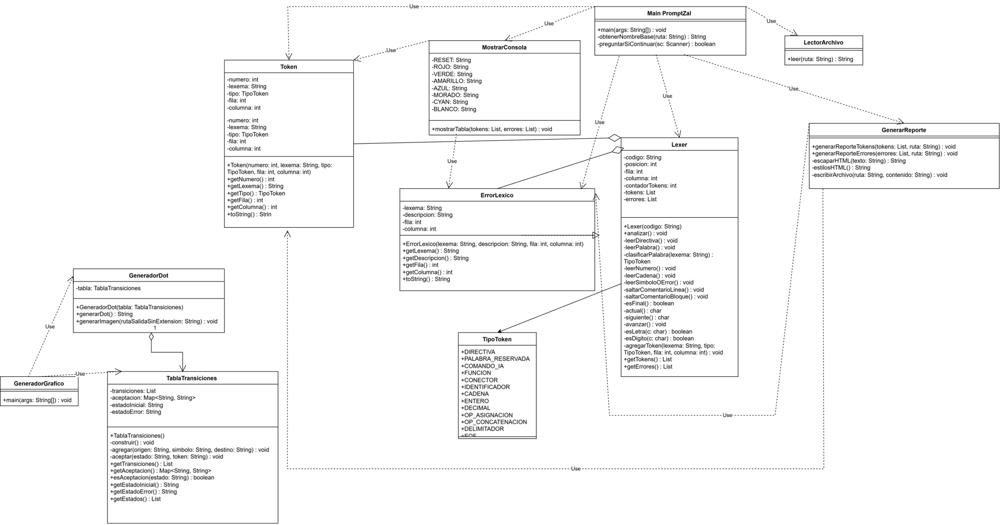 Use
Main PromptZal
+main(args: String[]) : void
-obtenerNombreBase(ruta: String) : String
-preguntarSiContinuar(sc: Scanner) : boolean
Use
Use
LectorArchivo
+leer(ruta: String) : String
MostrarConsola
-RESET: String
-ROJO: String
-VERDE: String
-AMARILLO: String
-AZUL: String
-MORADO: String
-CYAN: String
-BLANCO: String
+mostrarTabla(tokens: List, errores: List) : void
Use
Token
-numero: int
-lexema: String
-tipo: TipoToken
-fila: int
-columna: int
-numero: int
-lexema: String
-tipo: TipoToken
-fila: int
-columna: int
+Token(numero: int, lexema: String, tipo:
TipoToken, fila: int, columna: int)
+getNumero() : int
+getLexema() : String
+getTipo() : TipoToken
+getFila() : int
+getColumna() : int
+toString() : Strin
Use
Use
Use
Use
GenerarReporte
+generarReporteTokens(tokens: List, ruta: String) : void
+generarReporteErrores(errores: List, ruta: String) : void
-escaparHTML(texto: String) : String
-estilosHTML() : String
-escribirArchivo(ruta: String, contenido: String) : void
Lexer
-codigo: String
-posicion: int
-fila: int
-columna: int
-contadorTokens: int
-tokens: List
-errores: List
+Lexer(codigo: String)
+analizar() : void
-leerDirectiva() : void
-leerPalabra() : void
-clasificarPalabra(lexema: String) :
TipoToken
-leerNumero() : void
-leerCadena() : void
-leerSimboloOError() : void
-saltarComentarioLinea() : void
-saltarComentarioBloque() : void
-esFinal() : boolean
-actual() : char
-siguiente() : char
-avanzar() : void
-esLetra(c: char) : boolean
-esDigito(c: char) : boolean
-agregarToken(lexema: String, tipo:
TipoToken, fila: int, columna: int) : void
+getTokens() : List
+getErrores() : List
ErrorLexico
-lexema: String
-descripcion: String
-fila: int
-columna: int
+ErrorLexico(lexema: String, descripcion: String, fila: int, columna: int)
+getLexema() : String
+getDescripcion() : String
+getFila() : int
+getColumna() : int
+toString() : String
GeneradorDot
-tabla: TablaTransiciones
+GeneradorDot(tabla: TablaTransiciones)
+generarDot() : String
+generarImagen(rutaSalidaSinExtension: String) : void
1
Use
Use
GeneradorGrafico
+main(args: String[]) : void
TablaTransiciones
-transiciones: List
-aceptacion: Map<String, String>
-estadoInicial: String
-estadoError: String
+TablaTransiciones()
-construir() : void
-agregar(origen: String, simbolo: String, destino: String) : void
-aceptar(estado: String, token: String) : void
+getTransiciones() : List
+getAceptacion() : Map<String, String>
+esAceptacion(estado: String) : boolean
+getEstadoInicial() : String
+getEstadoError() : String
+getEstados() : List
TipoToken
+DIRECTIVA
+PALABRA_RESERVADA
+COMANDO_IA
+FUNCION
+CONECTOR
+IDENTIFICADOR
+CADENA
+ENTERO
+DECIMAL
+OP_ASIGNACION
+OP_CONCATENACION
+DELIMITADOR
Use
Use